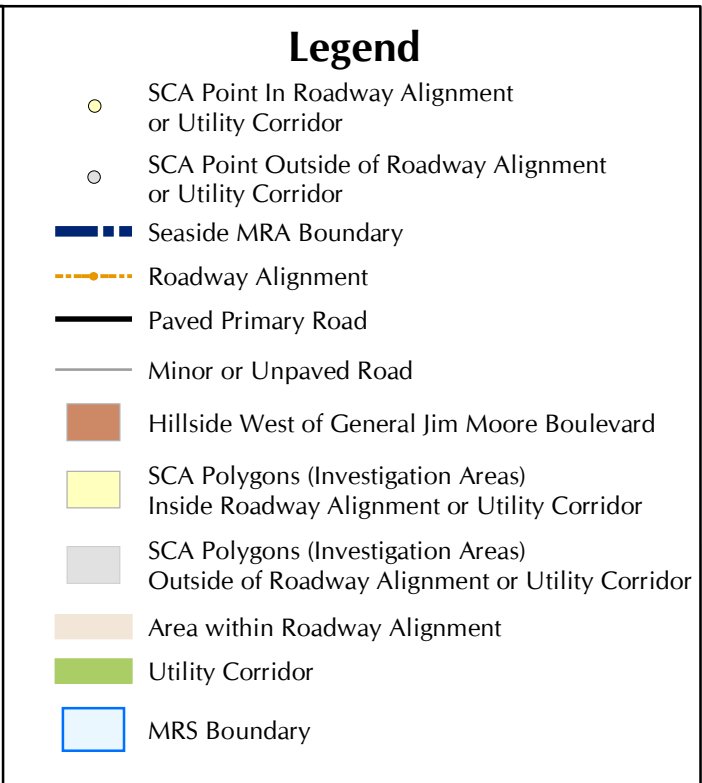 Legend
SCA Point In Roadway Alignment
or Utility Corridor
SCA Point Outside of Roadway Alignment
or Utility Corridor
Seaside MRA Boundary
Roadway Alignment
Paved Primary Road
Minor or Unpaved Road
Hillside West of General Jim Moore Boulevard
SCA Polygons (Investigation Areas)
Inside Roadway Alignment or Utility Corridor
SCA Polygons (Investigation Areas)
Outside of Roadway Alignment or Utility Corridor
Area within Roadway Alignment
Utility Corridor
MRS Boundary